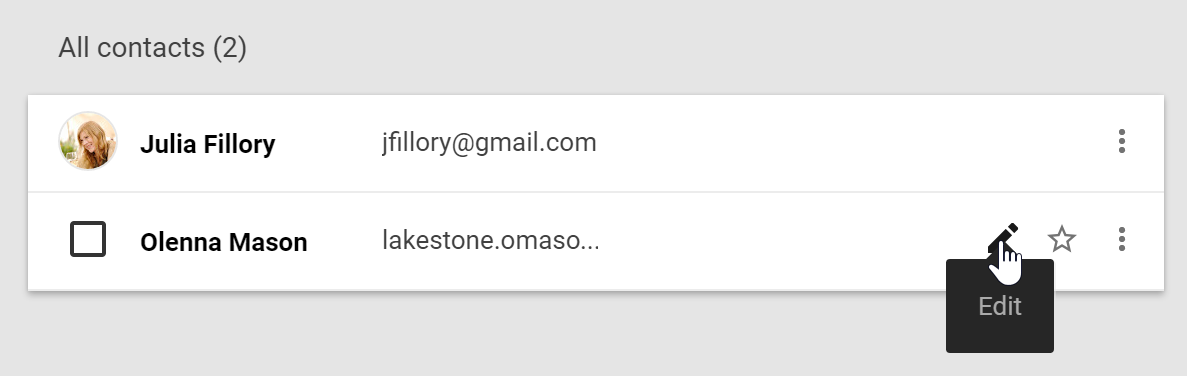 All contacts (2)
Julia Fillory jfillory@gmail.com
Olenna Mason lakestone.omaso...
Edit